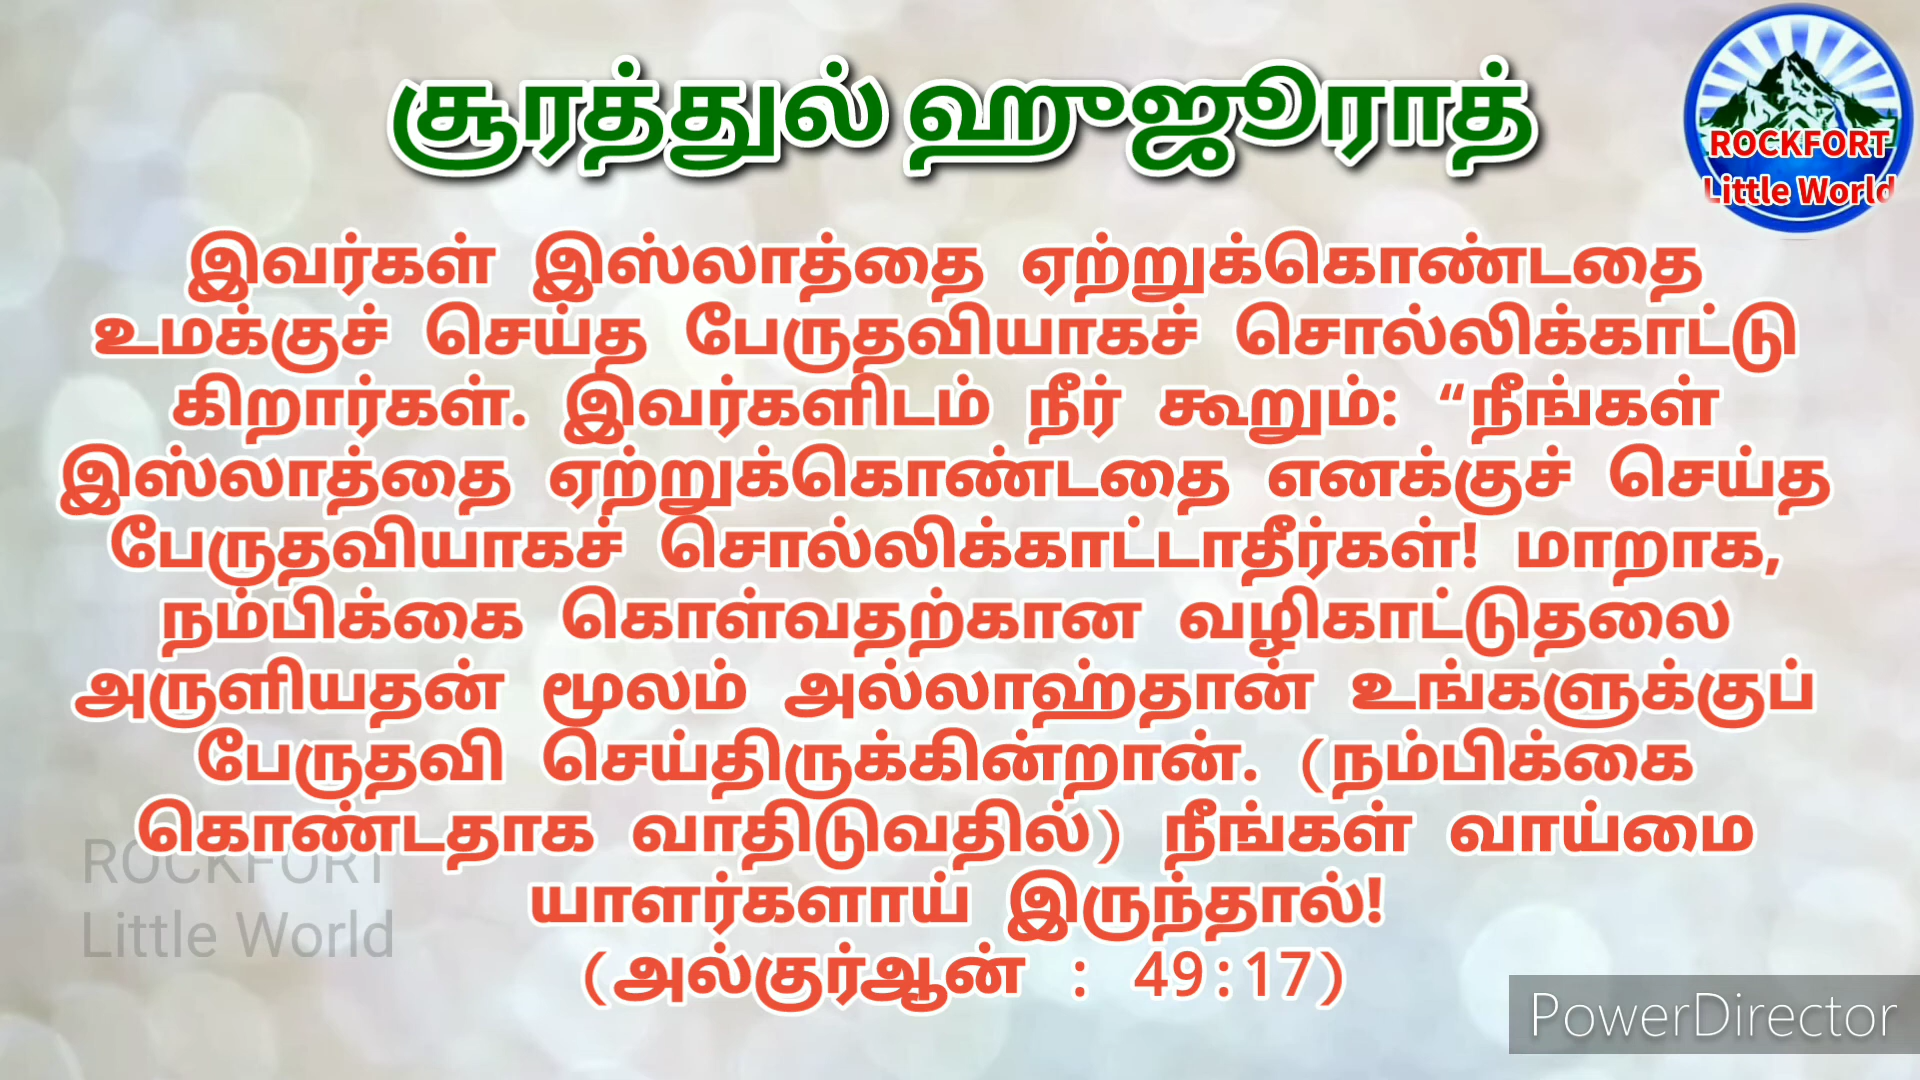 சூரத்துல் ஹுஜூராத்
ROCKFORT
Little World
இவர்கள் இஸ்லாத்தை ஏற்றுக்கொண்டதை
உமக்குச் செய்த பேருதவியாகச் சொல்லிக்காட்டு
கிறார்கள். இவர்களிடம் நீர் கூறும்: “நீங்கள்
இஸ்லாத்தை ஏற்றுக்கொண்டதை எனக்குச் செய்த
பேருதவியாகச் சொல்லிக்காட்டாதீர்கள்! மாறாக,
நம்பிக்கை கொள்வதற்கான வழிகாட்டுதலை
அருளியதன் மூலம் அல்லாஹ்தான் உங்களுக்குப்
பேருதவி செய்திருக்கின்றான். (நம்பிக்கை
கொண்டதாக வாதிடுவதில்) நீங்கள் வாய்மை
யாளர்களாய் இருந்தால்!
(அல்குர்ஆன் : 49:17)
ROCKFORT
Little World
PowerDirector